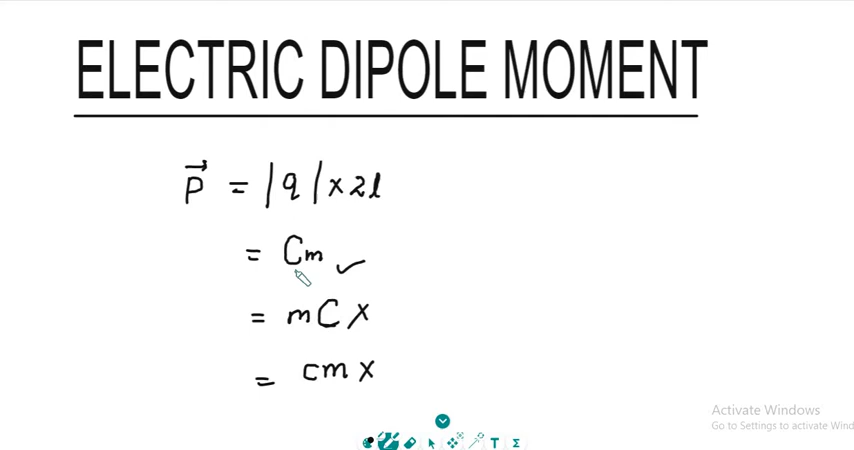 ELECTRIC DIPOLE MOMENT
P⃗ = |q| × 2l
= Cm ✓
= mC ×
= cm ×
Activate Windows
Go to Settings to activate Wind
T Σ